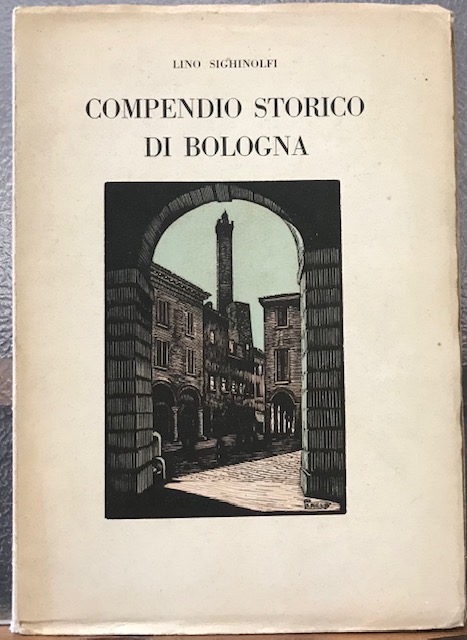 LINO SIGHINOLFI
COMPENDIO STORICO
DI BOLOGNA